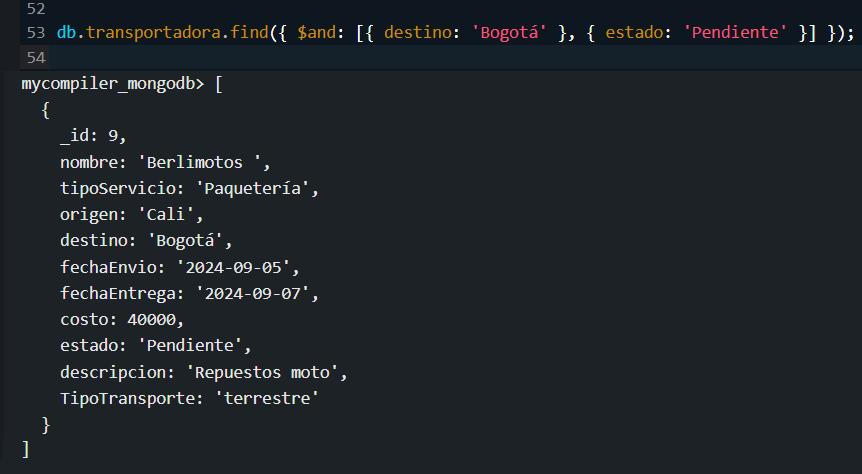 52
53 db.transportadora.find({ $and: [{ destino: 'Bogotá' }, { estado: 'Pendiente' }] });
54
mycompiler_mongodb> [
  {
    _id: 9,
    nombre: 'Berlimotos ',
    tipoServicio: 'Paquetería',
    origen: 'Cali',
    destino: 'Bogotá',
    fechaEnvio: '2024-09-05',
    fechaEntrega: '2024-09-07',
    costo: 40000,
    estado: 'Pendiente',
    descripcion: 'Repuestos moto',
    TipoTransporte: 'terrestre'
  }
]